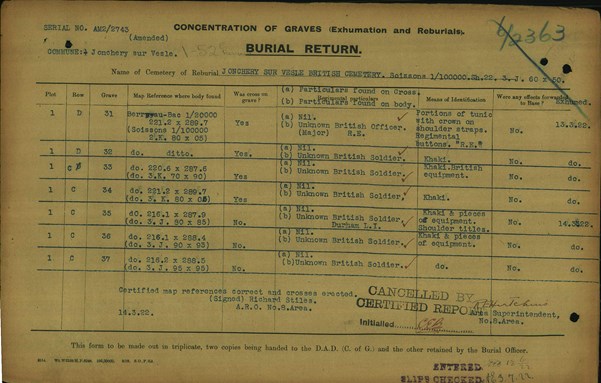 SERIAL NO. AM2/2743
(Amended)
CONCENTRATION OF GRAVES (Exhumation and Reburials).
COMMUNE: Jonchery sur Vesle.
BURIAL RETURN.
Name of Cemetery of Reburial JONCHERY SUR VESLE BRITISH CEMETERY. Soissons 1/100000.Sh.22. 3. J. 60 x 50.
Plot Row Grave Map Reference where body found Was cross on grave? (a) Particulars found on Cross. (b) Particulars found on body. Means of Identification Were any effects forwarded to Base? Exhumed.
1 D 31 Berry-au-Bac 1/20000 221.2 x 289.7 (Soissons 1/100000 2.K. 80 x 05) Yes (a) Nil. (b) Unknown British Officer. (Major) R.E. Portions of tunic with crown on shoulder straps. Regimental Buttons. "R.E." No. 13.3.22.
1 D 32 do. ditto. Yes. (a) Nil. (b) Unknown British Soldier. Khaki. No. do.
1 C 33 do. 220.6 x 287.6 (do. 3.K. 70 x 90) Yes. (a) Nil. (b) Unknown British Soldier. Khaki.British equipment. No. do.
1 C 34 do. 221.2 x 289.7 (do. 3.K. 80 x 05) Yes (a) Nil. (b) Unknown British Soldier. Khaki. No. do.
1 C 35 do. 216.1 x 287.9 (do. 3. J. 90 x 85) No. (a) Nil. (b) Unknown British Soldier Durham L.I. Khaki & pieces of equipment. Shoulder titles. No. 14.3.22.
1 C 36 do. 216.1 x 288.4 (do. 3. J. 90 x 95) No. (a) Nil. (b) Unknown British Soldier. Khaki & pieces of equipment. No. do.
1 C 37 do. 216.2 x 288.5 (do. 3. J. 95 x 95) No. (a) Nil. (b)Unknown British Soldier. do. No. do.
Certified map references correct and crosses erected.
(Signed) Richard Stiles.
A.R.O. No.8.Area.
14.3.22.
CANCELLED BY
CERTIFIED REPORT
Initialled
Area Superintendent,
No.8.Area.
This form to be made out in triplicate, two copies being handed to the D.A.D. (C. of G.) and the other retained by the Burial Officer.
ENTERED
SLIPS CHECKED